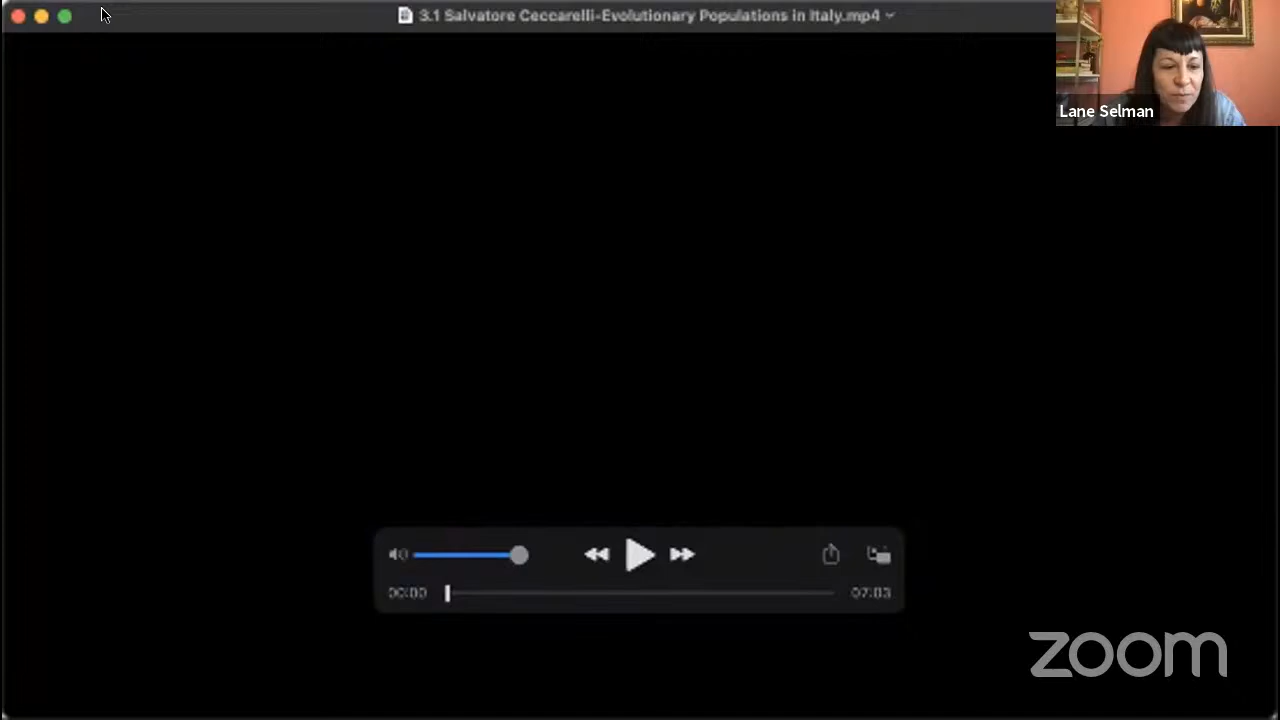 3.1 Salvatore Ceccarelli-Evolutionary Populations in Italy.mp4
Lane Selman
00:00
07:03
zoom